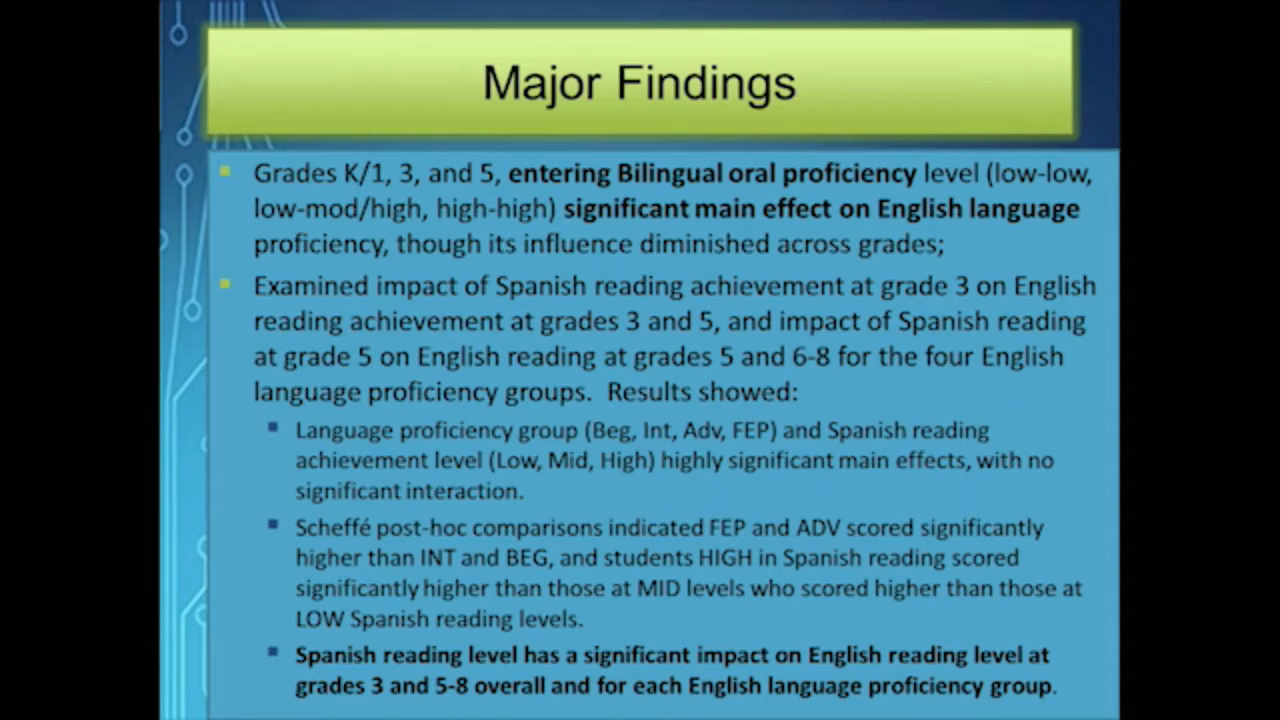 Major Findings
Grades K/1, 3, and 5, entering Bilingual oral proficiency level (low-low,
low-mod/high, high-high) significant main effect on English language
proficiency, though its influence diminished across grades;
Examined impact of Spanish reading achievement at grade 3 on English
reading achievement at grades 3 and 5, and impact of Spanish reading
at grade 5 on English reading at grades 5 and 6-8 for the four English
language proficiency groups. Results showed:
Language proficiency group (Beg, Int, Adv, FEP) and Spanish reading
achievement level (Low, Mid, High) highly significant main effects, with no
significant interaction.
Scheffé post-hoc comparisons indicated FEP and ADV scored significantly
higher than INT and BEG, and students HIGH in Spanish reading scored
significantly higher than those at MID levels who scored higher than those at
LOW Spanish reading levels.
Spanish reading level has a significant impact on English reading level at
grades 3 and 5-8 overall and for each English language proficiency group.